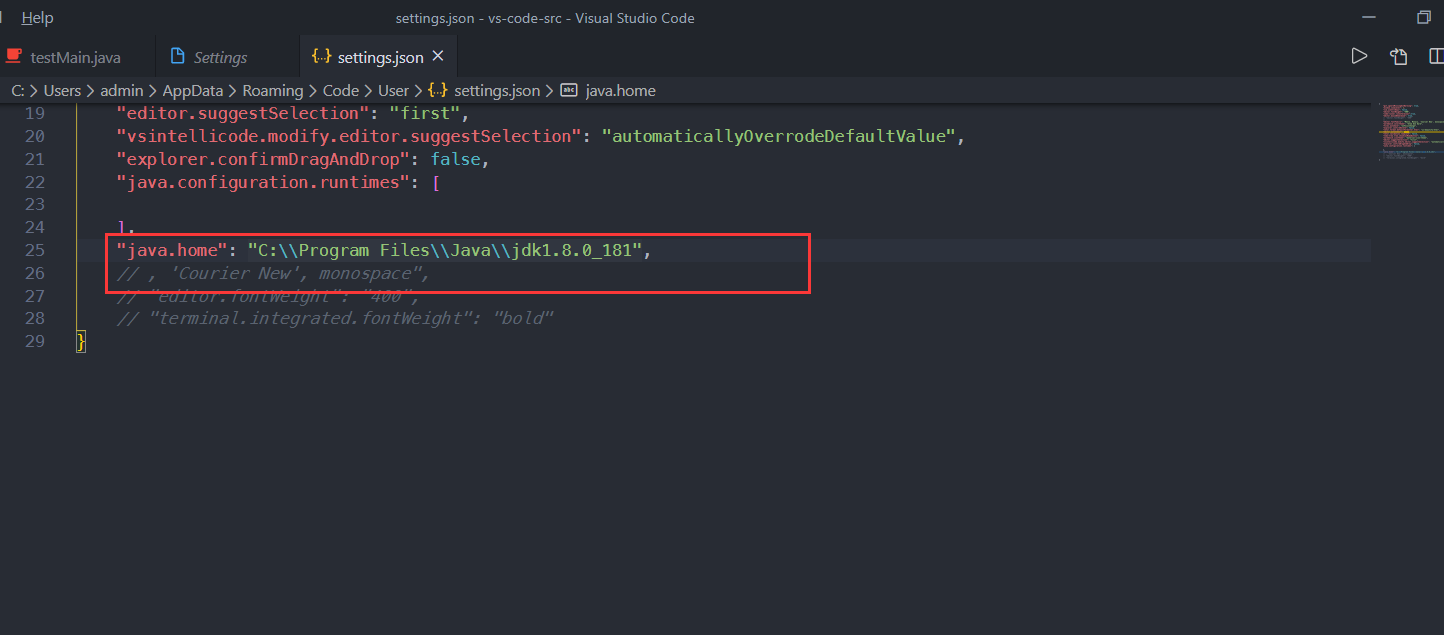 Help
settings.json - vs-code-src - Visual Studio Code
testMain.java
Settings
{..} settings.json
C: > Users > admin > AppData > Roaming > Code > User > {..} settings.json > abc java.home
19 "editor.suggestSelection": "first",
20 "vsintellicode.modify.editor.suggestSelection": "automaticallyOverrodeDefaultValue",
21 "explorer.confirmDragAndDrop": false,
22 "java.configuration.runtimes": [
23
24 ],
25 "java.home": "C:\\Program Files\\Java\\jdk1.8.0_181",
26 // , 'Courier New', monospace",
27 // "editor.fontWeight": "400",
28 // "terminal.integrated.fontWeight": "bold"
29 }